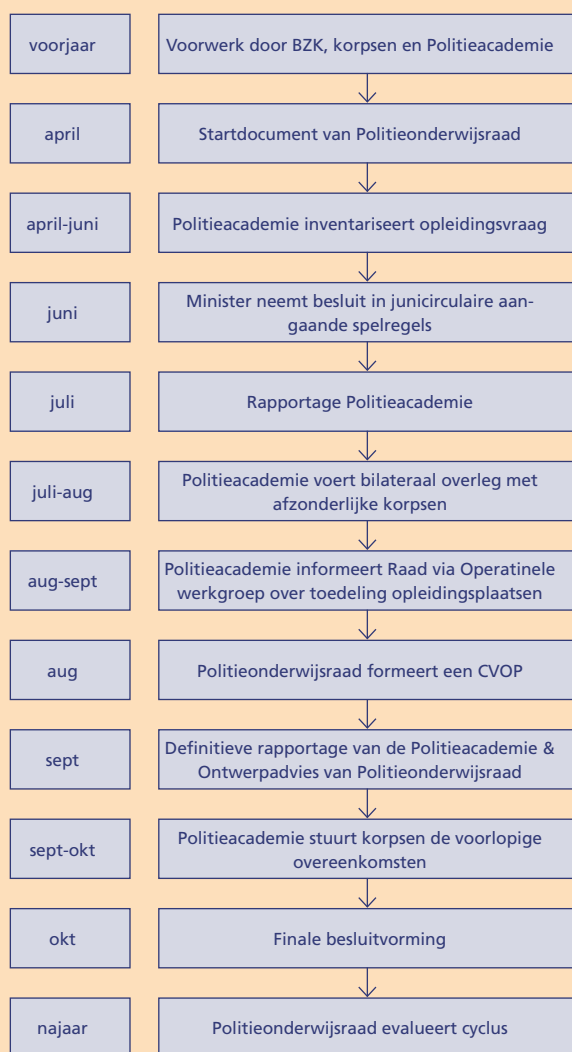 voorjaar
Voorwerk door BZK, korpsen en Politieacademie
april
Startdocument van Politieonderwijsraad
april-juni
Politieacademie inventariseert opleidingsvraag
juni
Minister neemt besluit in junicirculaire aan-
gaande spelregels
juli
Rapportage Politieacademie
juli-aug
Politieacademie voert bilateraal overleg met
afzonderlijke korpsen
aug-sept
Politieacademie informeert Raad via Operatinele
werkgroep over toedeling opleidingsplaatsen
aug
Politieonderwijsraad formeert een CVOP
sept
Definitieve rapportage van de Politieacademie &
Ontwerpadvies van Politieonderwijsraad
sept-okt
Politieacademie stuurt korpsen de voorlopige
overeenkomsten
okt
Finale besluitvorming
najaar
Politieonderwijsraad evalueert cyclus